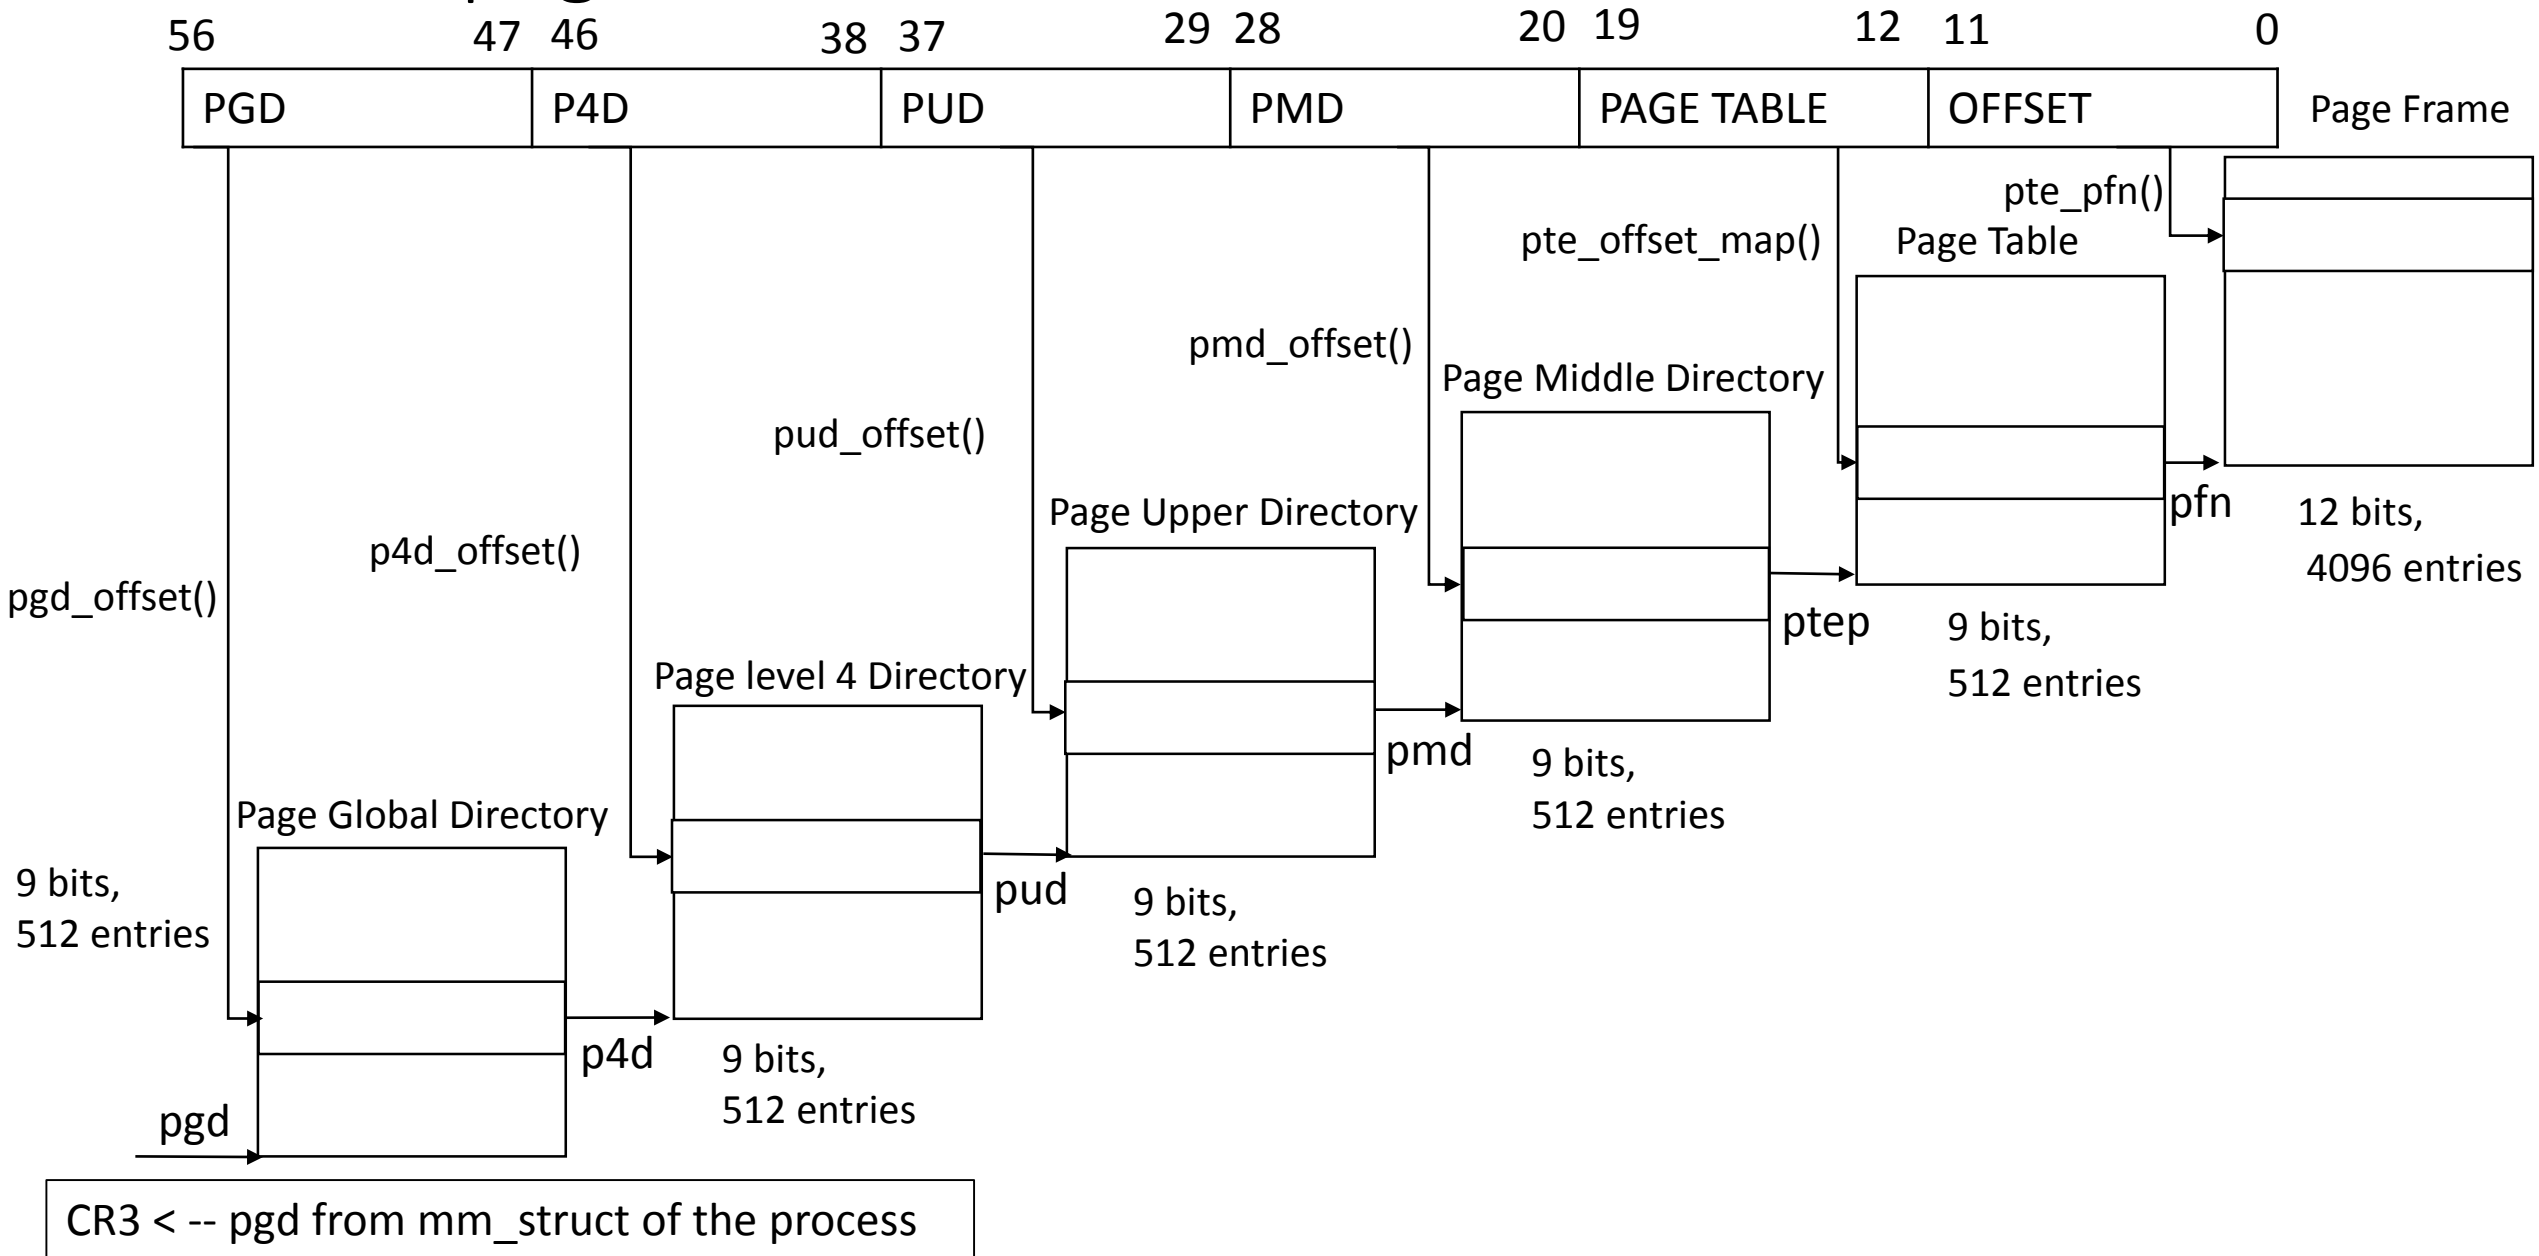 56 47 46 38 37 29 28 20 19 12 11 0
PGD P4D PUD PMD PAGE TABLE OFFSET Page Frame
pte_pfn()
pte_offset_map() Page Table
pmd_offset()
Page Middle Directory
pud_offset()
Page Upper Directory
pfn
12 bits,
4096 entries
p4d_offset()
pgd_offset()
ptep
9 bits,
512 entries
Page level 4 Directory
pmd
9 bits,
512 entries
Page Global Directory
9 bits,
512 entries
pud
9 bits,
512 entries
p4d
9 bits,
512 entries
pgd
CR3 < -- pgd from mm_struct of the process